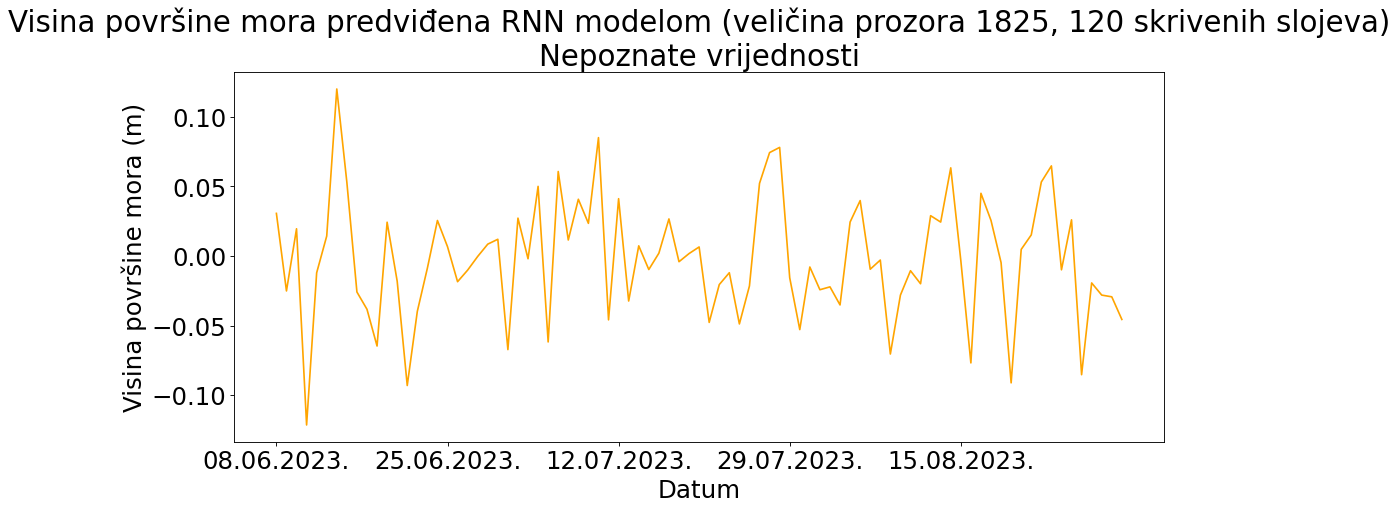 Visina površine mora predviđena RNN modelom (veličina prozora 1825, 120 skrivenih slojeva)
Nepoznate vrijednosti
Visina površine mora (m)
0.10
0.05
0.00
−0.05
−0.10
08.06.2023. 25.06.2023. 12.07.2023. 29.07.2023. 15.08.2023.
Datum